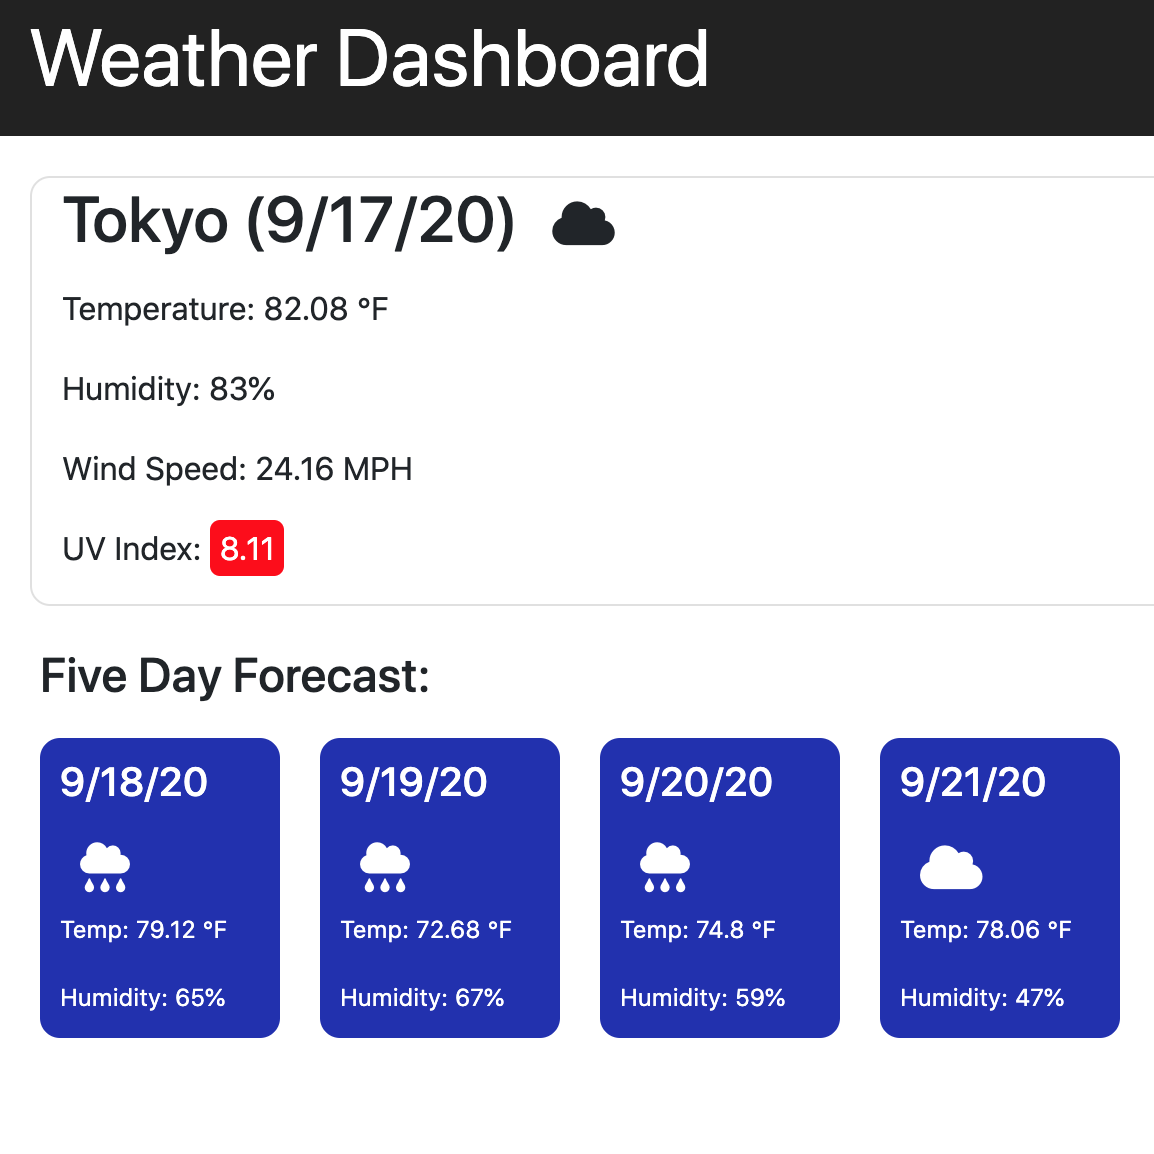 Weather Dashboard
Tokyo (9/17/20)
Temperature: 82.08 °F
Humidity: 83%
Wind Speed: 24.16 MPH
UV Index: 8.11
Five Day Forecast:
9/18/20
Temp: 79.12 °F
Humidity: 65%
9/19/20
Temp: 72.68 °F
Humidity: 67%
9/20/20
Temp: 74.8 °F
Humidity: 59%
9/21/20
Temp: 78.06 °F
Humidity: 47%